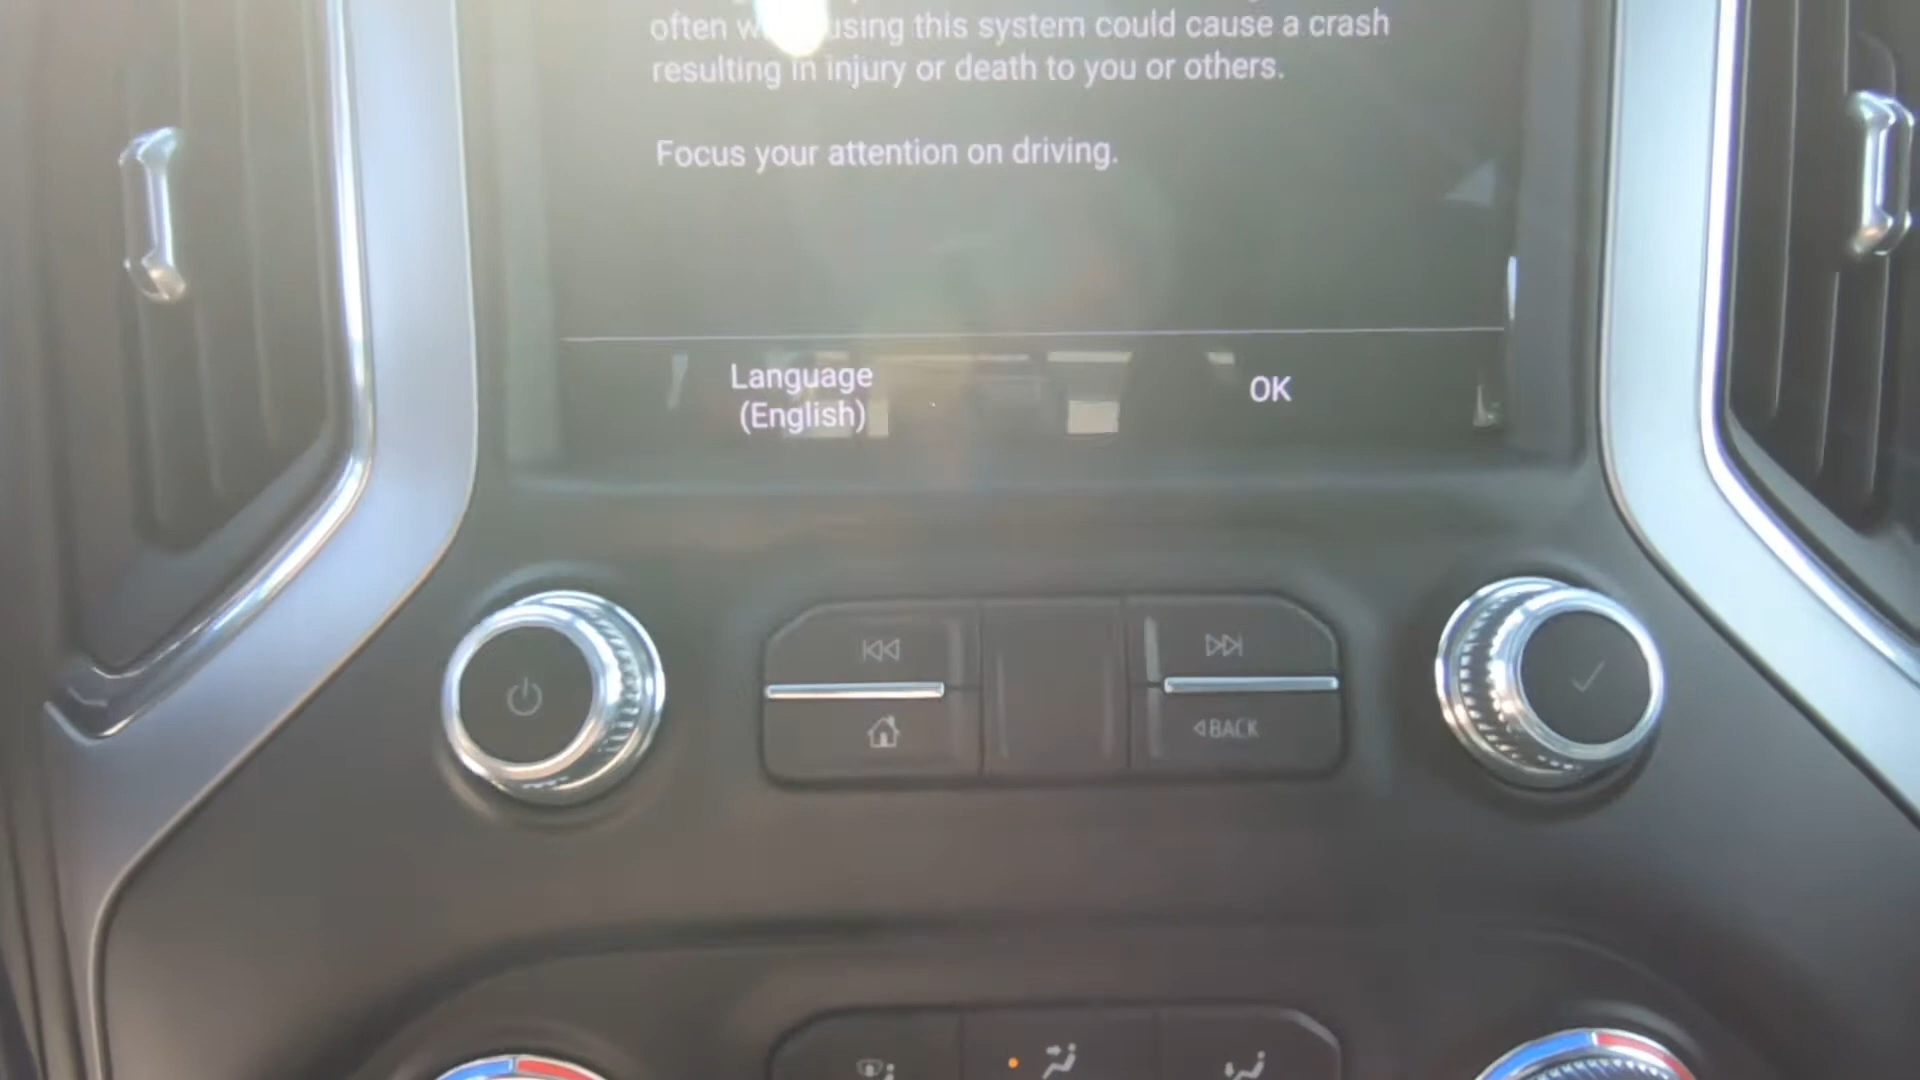 often using this system could cause a crash
resulting in injury or death to you or others.
Focus your attention on driving.
Language
(English)
OK
BACK